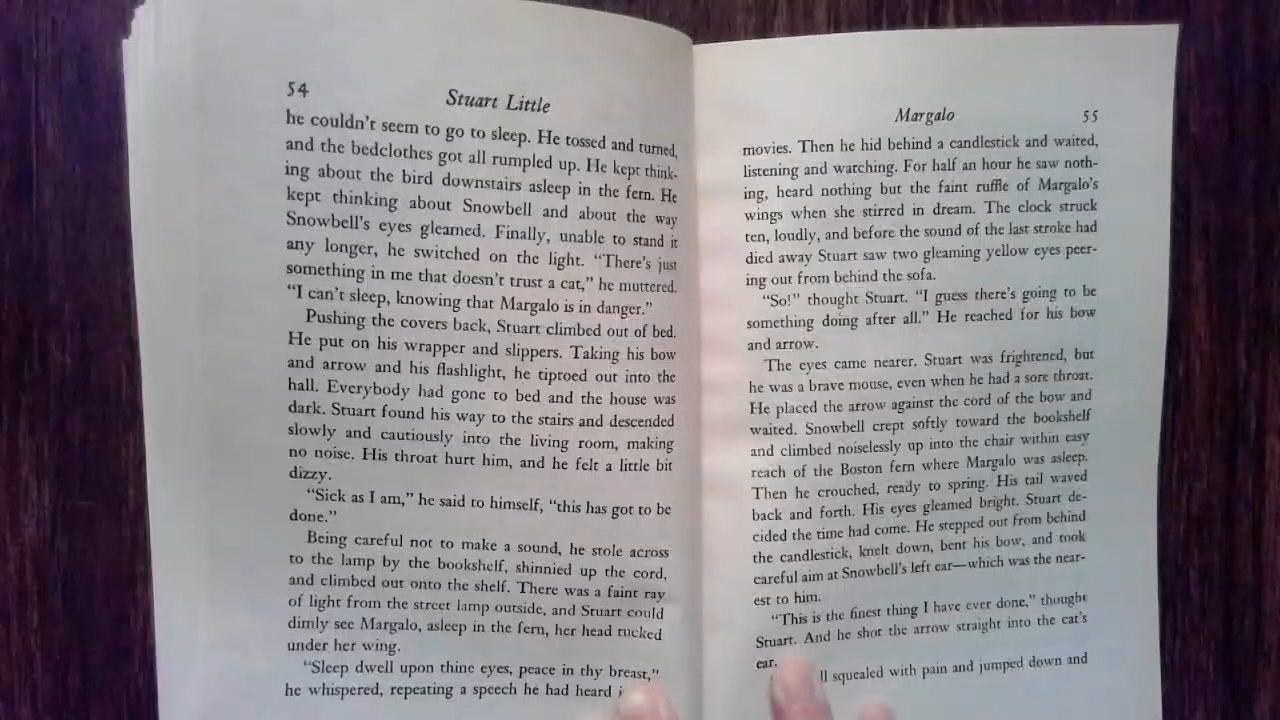 54
Stuart Little
he couldn't seem to go to sleep. He tossed and turned,
and the bedclothes got all rumpled up. He kept think-
ing about the bird downstairs asleep in the fern. He
kept thinking about Snowbell and about the way
Snowbell's eyes gleamed. Finally, unable to stand it
any longer, he switched on the light. "There's just
something in me that doesn't trust a cat," he muttered.
"I can't sleep, knowing that Margalo is in danger."
Pushing the covers back, Stuart climbed out of bed.
He put on his wrapper and slippers. Taking his bow
and arrow and his flashlight, he tiptoed out into the
hall. Everybody had gone to bed and the house was
dark. Stuart found his way to the stairs and descended
slowly and cautiously into the living room, making
no noise. His throat hurt him, and he felt a little bit
dizzy.
"Sick as I am," he said to himself, "this has got to be
done."
Being careful not to make a sound, he stole across
to the lamp by the bookshelf, shinnied up the cord,
and climbed out onto the shelf. There was a faint ray
of light from the street lamp outside, and Stuart could
dimly see Margalo, asleep in the fern, her head tucked
under her wing.
"Sleep dwell upon thine eyes, peace in thy breast,"
he whispered, repeating a speech he had heard
Margalo
55
movies. Then he hid behind a candlestick and waited,
listening and watching. For half an hour he saw noth-
ing, heard nothing but the faint ruffle of Margalo's
wings when she stirred in dream. The clock struck
ten, loudly, and before the sound of the last stroke had
died away Stuart saw two gleaming yellow eyes peer-
ing out from behind the sofa.
"So!" thought Stuart. "I guess there's going to be
something doing after all." He reached for his bow
and arrow.
The eyes came nearer. Stuart was frightened, but
he was a brave mouse, even when he had a sore throat.
He placed the arrow against the cord of the bow and
waited. Snowbell crept softly toward the bookshelf
and climbed noiselessly up into the chair within easy
reach of the Boston fern where Margalo was asleep.
Then he crouched, ready to spring. His tail waved
back and forth. His eyes gleamed bright. Stuart de-
cided the time had come. He stepped out from behind
the candlestick, knelt down, bent his bow, and took
careful aim at Snowbell's left ear—which was the near-
est to him.
"This is the finest thing I have ever done," thought
Stuart. And he shot the arrow straight into the cat's
ear.
squealed with pain and jumped down and